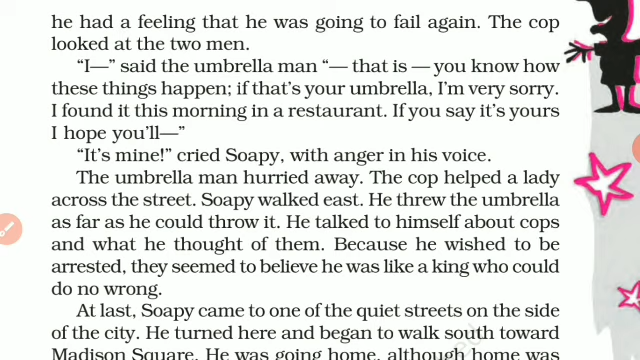 he had a feeling that he was going to fail again. The cop
looked at the two men.
“I—” said the umbrella man “— that is — you know how
these things happen; if that’s your umbrella, I’m very sorry.
I found it this morning in a restaurant. If you say it’s yours
I hope you’ll—”
“It’s mine!” cried Soapy, with anger in his voice.
The umbrella man hurried away. The cop helped a lady
across the street. Soapy walked east. He threw the umbrella
as far as he could throw it. He talked to himself about cops
and what he thought of them. Because he wished to be
arrested, they seemed to believe he was like a king who could
do no wrong.
At last, Soapy came to one of the quiet streets on the side
of the city. He turned here and began to walk south toward
Madison Square. He was going home, although home was